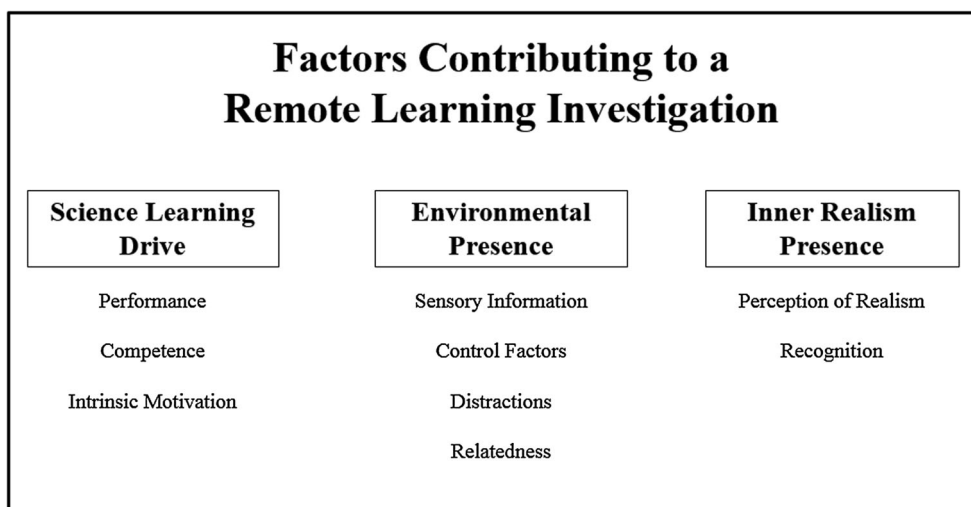 Factors Contributing to a
Remote Learning Investigation
Science Learning
Drive
Performance
Competence
Intrinsic Motivation
Environmental
Presence
Sensory Information
Control Factors
Distractions
Relatedness
Inner Realism
Presence
Perception of Realism
Recognition